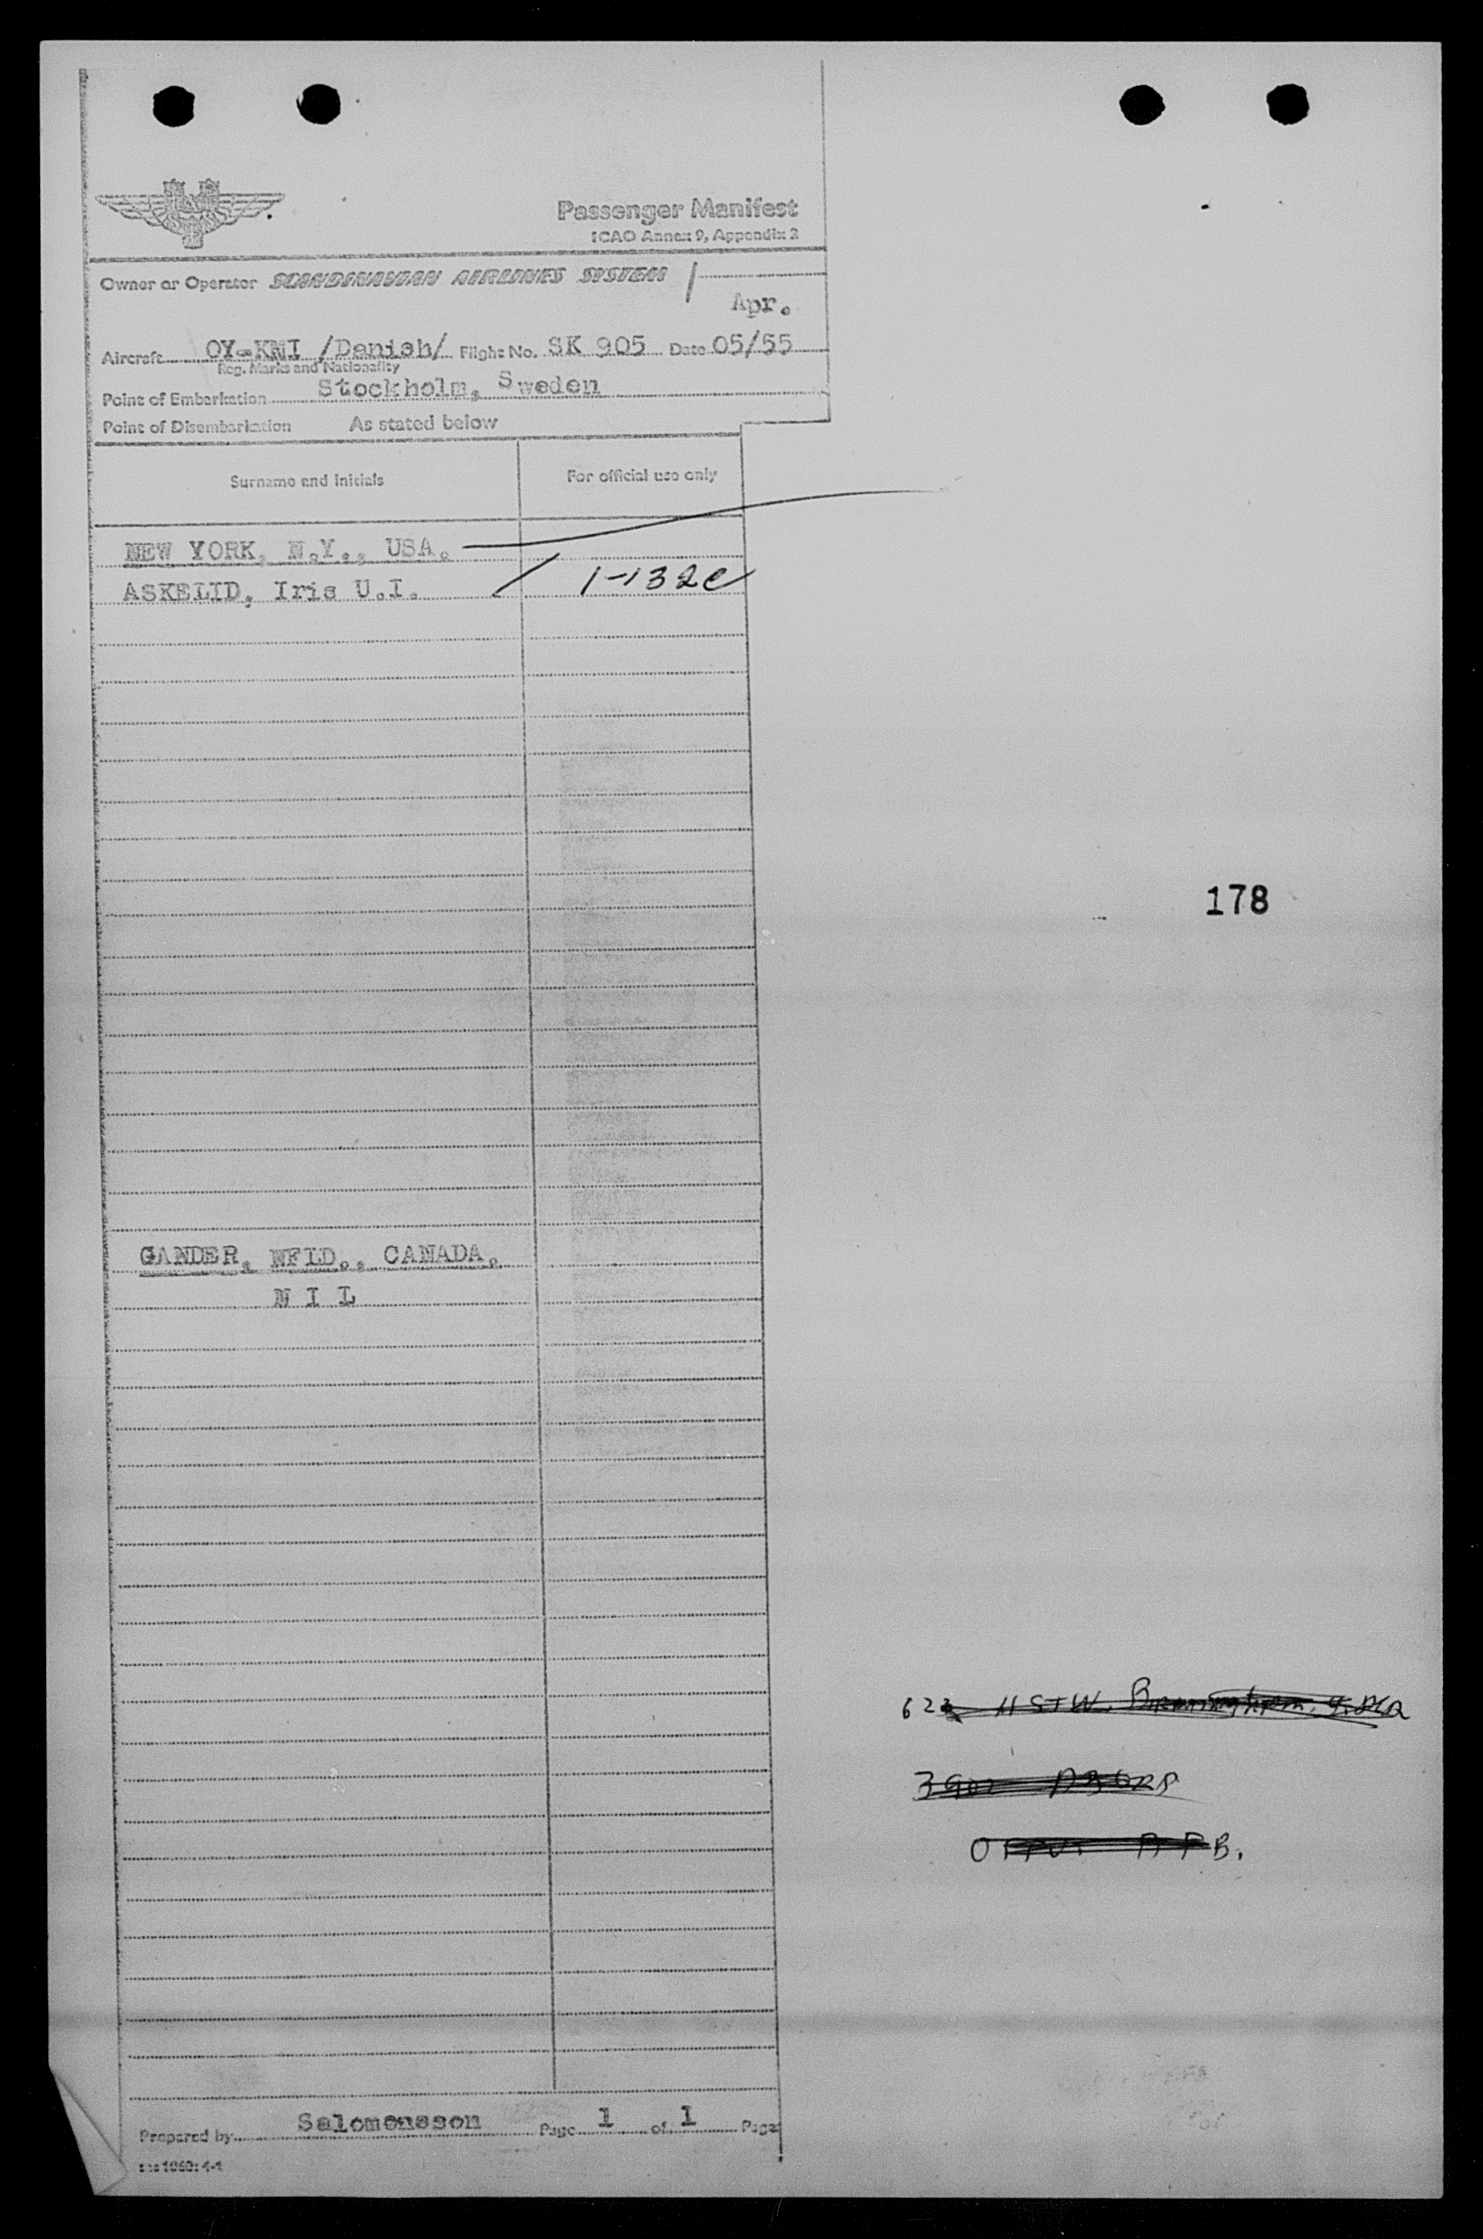 Passenger Manifest
ICAO Annex 9, Appendix 2
Owner or Operator SCANDINAVIAN AIRLINES SYSTEM
Apr.
Aircraft OY-KMI /Danish/ Flight No. SK 905 Date 05/55
Reg. Marks and Nationality
Point of Embarkation Stockholm, Sweden
Point of Disembarkation As stated below
Surname and Initials For official use only
NEW YORK, N.Y., USA.
ASKELID, Iris U.I. 1-132e
178
GANDER, NFLD., CANADA.
N I L
Prepared by Salomonsson Page 1 of 1 Page